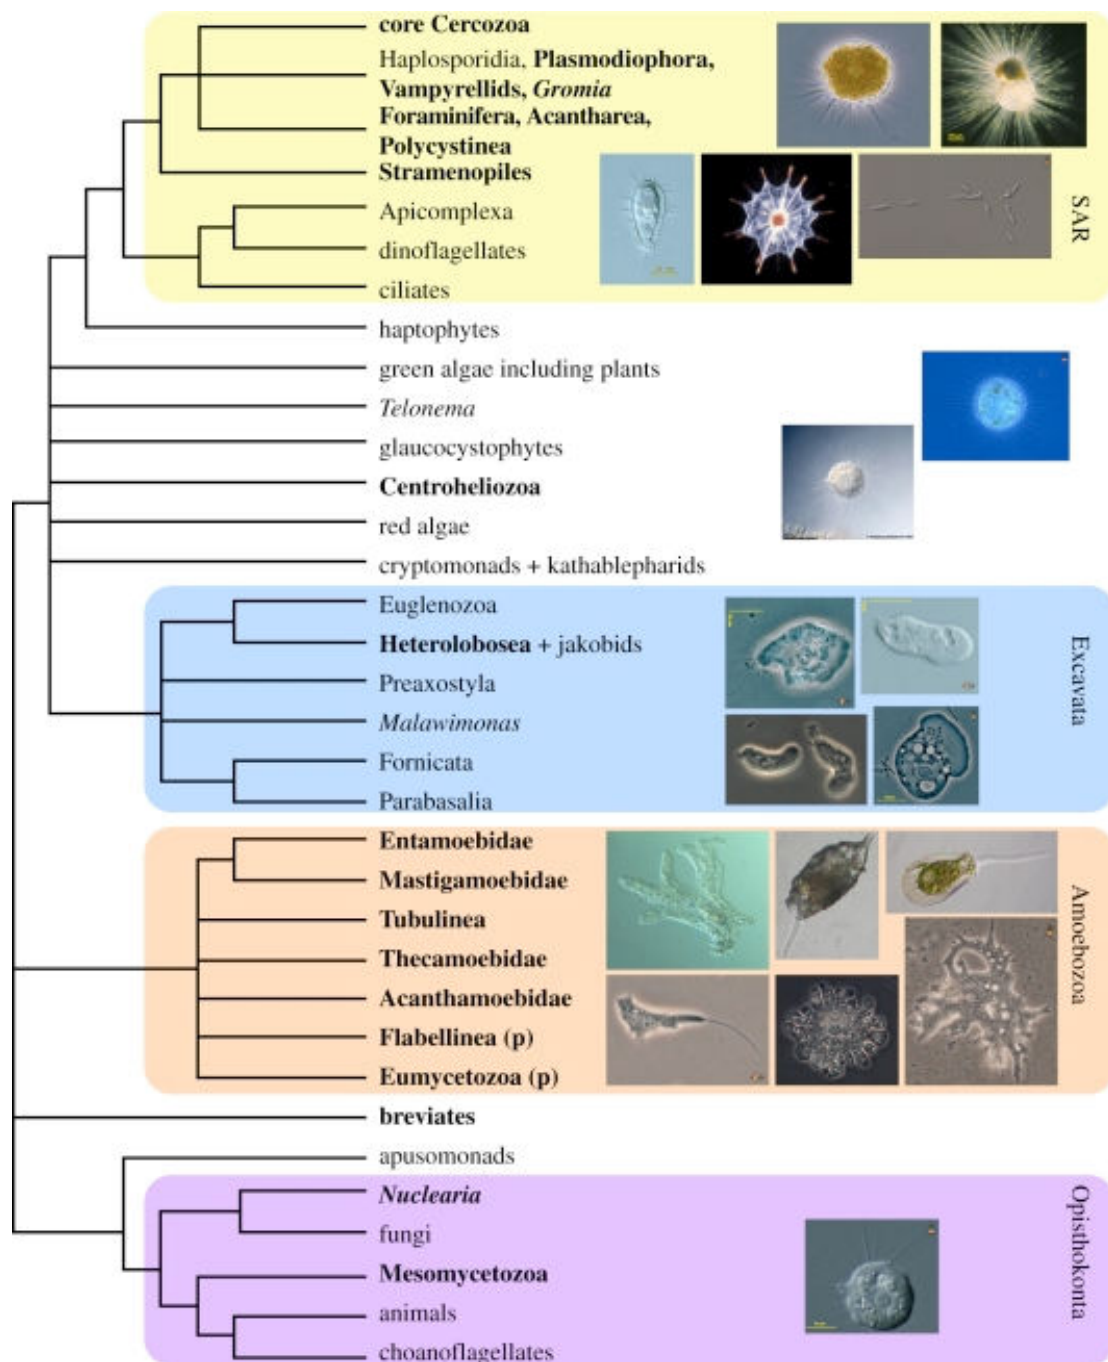 core Cercozoa
Haplosporidia, Plasmodiophora,
Vampyrellids, Gromia
Foraminifera, Acantharea,
Polycystinea
Stramenopiles
Apicomplexa
dinoflagellates
ciliates
SAR
haptophytes
green algae including plants
Telonema
glaucocystophytes
Centroheliozoa
red algae
cryptomonads + kathablepharids
Euglenozoa
Heterolobosea + jakobids
Preaxostyla
Malawimonas
Fornicata
Parabasalia
Excavata
Entamoebidae
Mastigamoebidae
Tubulinea
Thecamoebidae
Acanthamoebidae
Flabellinea (p)
Eumycetozoa (p)
Amoebozoa
breviates
apusomonads
Nuclearia
fungi
Mesomycetozoa
animals
choanoflagellates
Opisthokonta